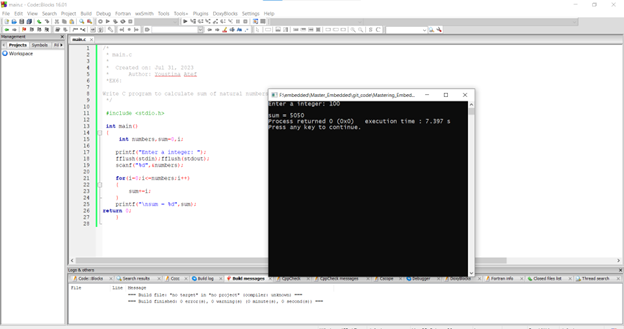 main.c - Code::Blocks 16.01
File Edit View Search Project Build Debug Fortran wxSmith Tools Tools+ CodeBlocks Plugins DoxyBlocks Settings Help
Management
Projects Symbols
Workspace
main.c
1 /*
2 * Main.c
3 *
4 * Created on: Jul 31, 2023
5 * Author:
6 *EX4:
7
8 Write C program to calculate sum of natural numbers
9 */
10
11 #include <stdio.h>
12
13 int main()
14 {
15 int numbers,sum=0,i;
16
17 printf("Enter a integer: ");
18 fflush(stdin);fflush(stdout);
19 scanf("%d",&numbers);
20
21 for(i=0;i<=numbers;i++)
22 {
23 sum+=i;
24 }
25 printf("\nsum = %d",sum);
26 return 0;
27 }
28
F:\embedded\Master_Embedded\git_code\Mastering_Embed...
Enter a integer: 100
sum = 5050
Process returned 0 (0x0) execution time : 7.397 s
Press any key to continue.
Logs & others
Code::Blocks Search results Cccc Build log Build messages CppCheck CppCheck messages Cscope Debugger DoxyBlocks Fortran info Closed files list Thread search
File Line Message
=== Build file: "no target" in "no project" (compiler: unknown) ===
=== Build finished: 0 error(s), 0 warning(s) (0 minute(s), 0 second(s)) ===